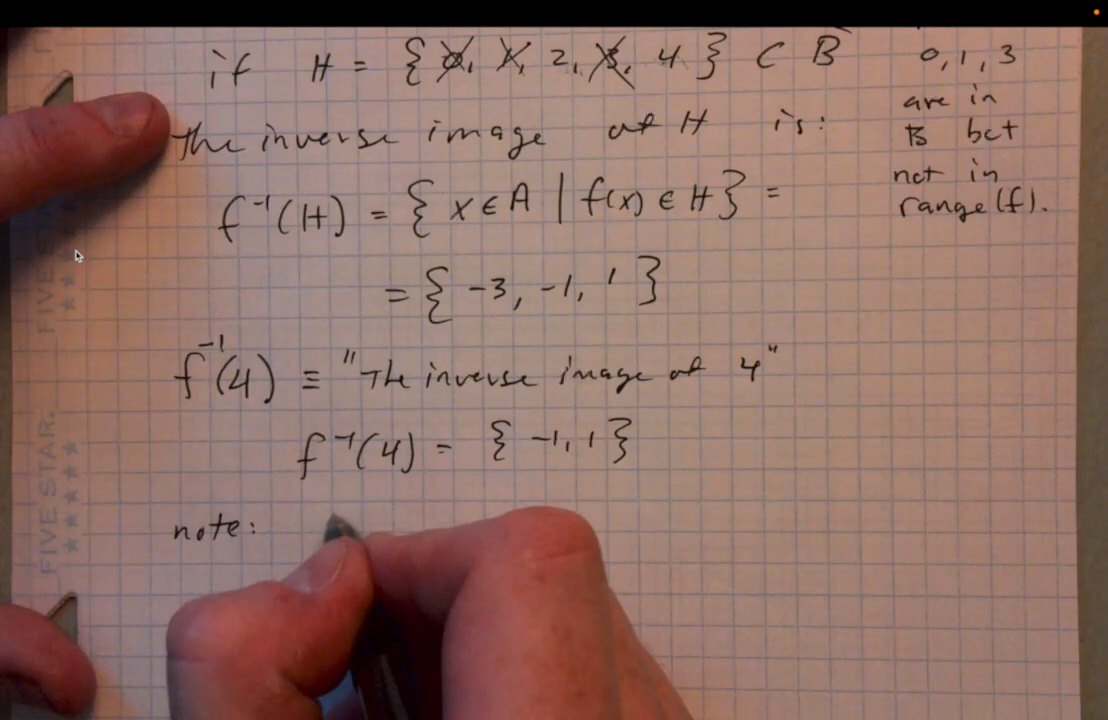 if H = { 0, 1, 2, 3, 4 } ⊂ B
0, 1, 3
are in
B but
not in
range(f).
The inverse image of H is:
f⁻¹(H) = { x ∈ A | f(x) ∈ H } =
= { -3, -1, 1 }
f⁻¹(4) ≡ "The inverse image of 4"
f⁻¹(4) = { -1, 1 }
note:
FIVE STAR.
FIVE